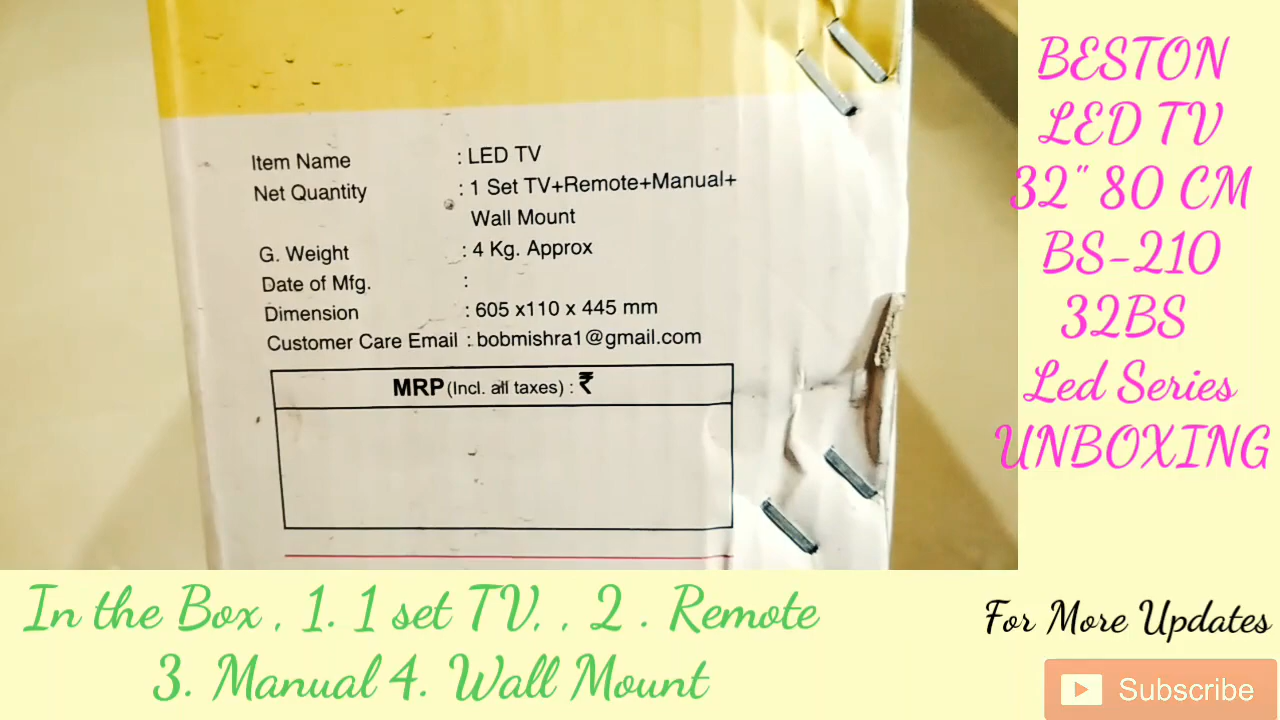 Item Name : LED TV
Net Quantity : 1 Set TV+Remote+Manual+
Wall Mount
G. Weight : 4 Kg. Approx
Date of Mfg. :
Dimension : 605 x110 x 445 mm
Customer Care Email : bobmishra1@gmail.com
MRP (Incl. all taxes) : ₹
BESTON
LED TV
32" 80 CM
BS-210
32BS
Led Series
UNBOXING
In the Box , 1. 1 set TV, , 2 . Remote
3. Manual 4. Wall Mount
For More Updates
Subscribe